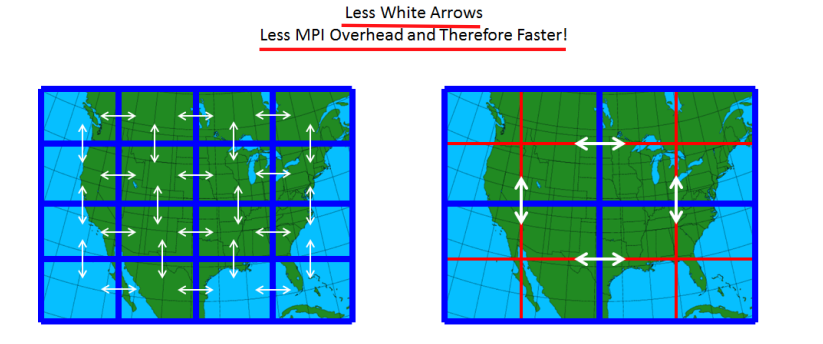 Less White Arrows
Less MPI Overhead and Therefore Faster!